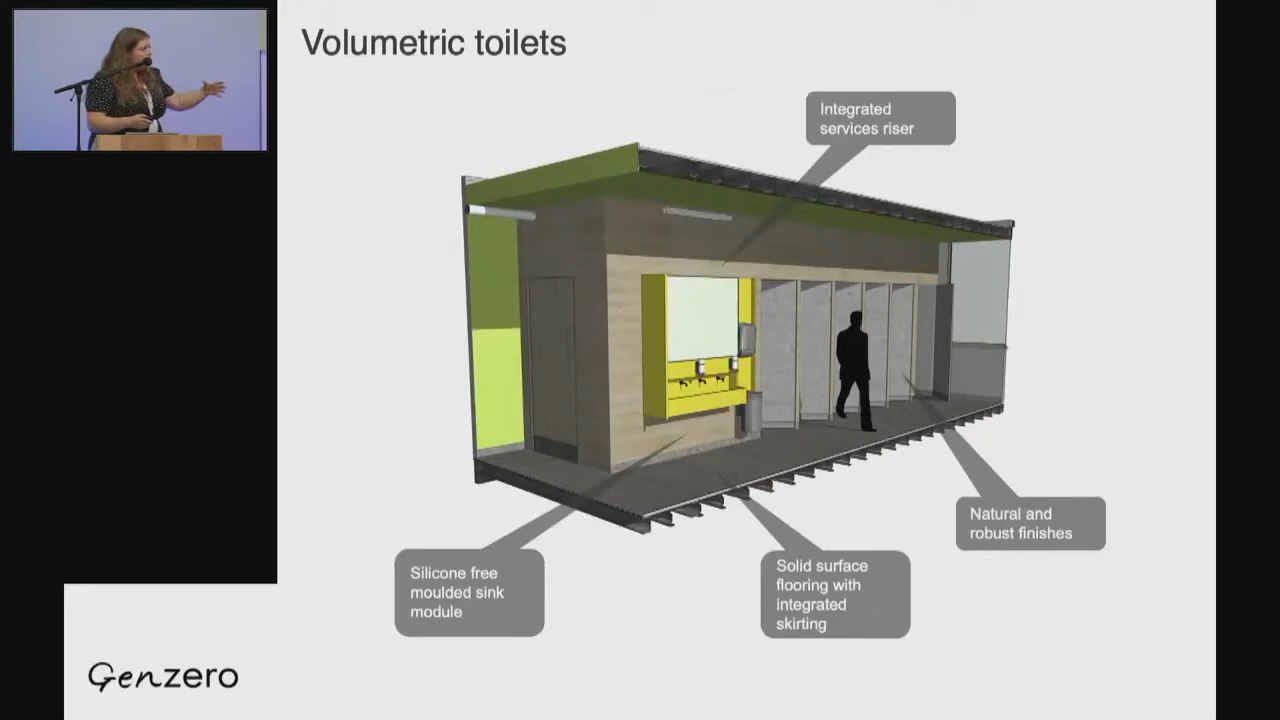 Volumetric toilets
Integrated
services riser
Natural and
robust finishes
Silicone free
moulded sink
module
Solid surface
flooring with
integrated
skirting
Genzero